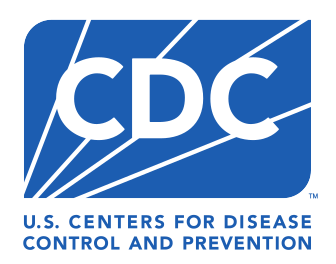 CDC
™
U.S. CENTERS FOR DISEASE
CONTROL AND PREVENTION